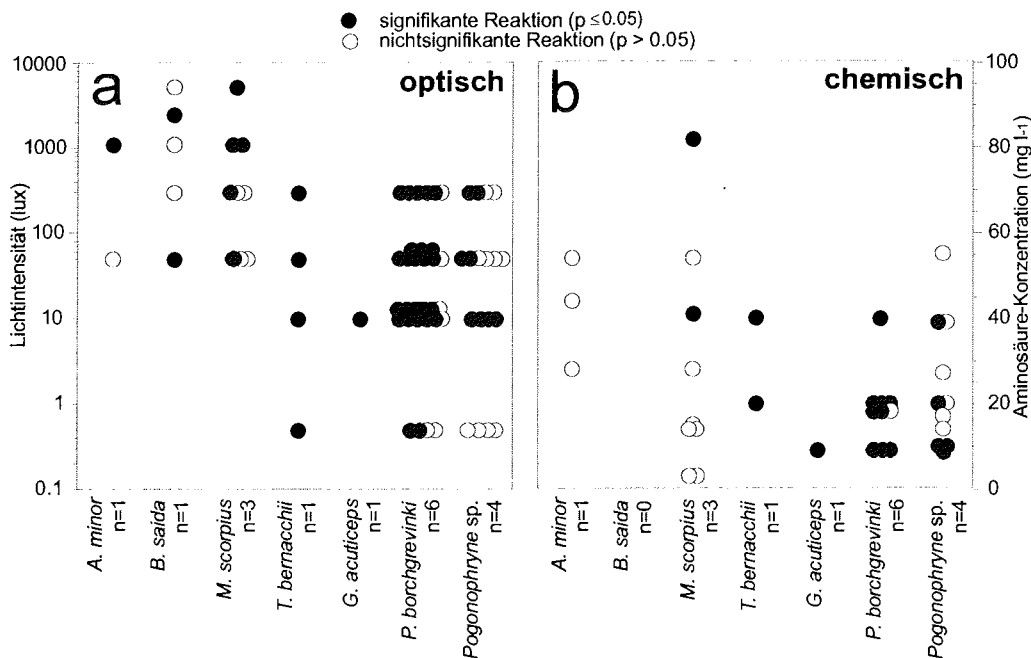 signifikante Reaktion (p ≤0.05)
nichtsignifikante Reaktion (p > 0.05)
a
optisch
10000
1000
100
10
1
0.1
Lichtintensität (lux)
A. minor
n=1
B. saida
n=1
M. scorpius
n=3
T. bernacchii
n=1
G. acuticeps
n=1
P. borchgrevinki
n=6
Pogonophryne sp.
n=4
b
chemisch
100
80
60
40
20
0
Aminosäure-Konzentration (mg l-1)
A. minor
n=1
B. saida
n=0
M. scorpius
n=3
T. bernacchii
n=1
G. acuticeps
n=1
P. borchgrevinki
n=6
Pogonophryne sp.
n=4